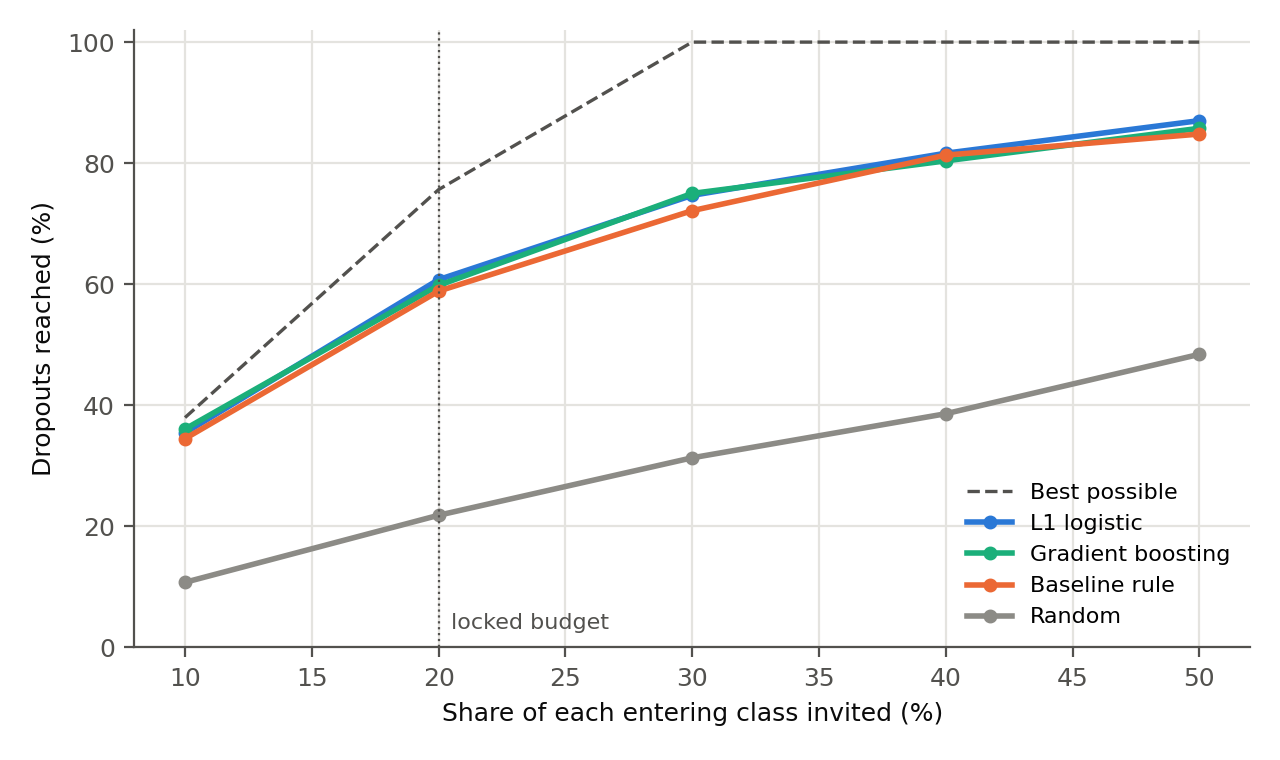 100
80
60
40
20
0
Dropouts reached (%)
locked budget
Best possible
L1 logistic
Gradient boosting
Baseline rule
Random
10 15 20 25 30 35 40 45 50
Share of each entering class invited (%)